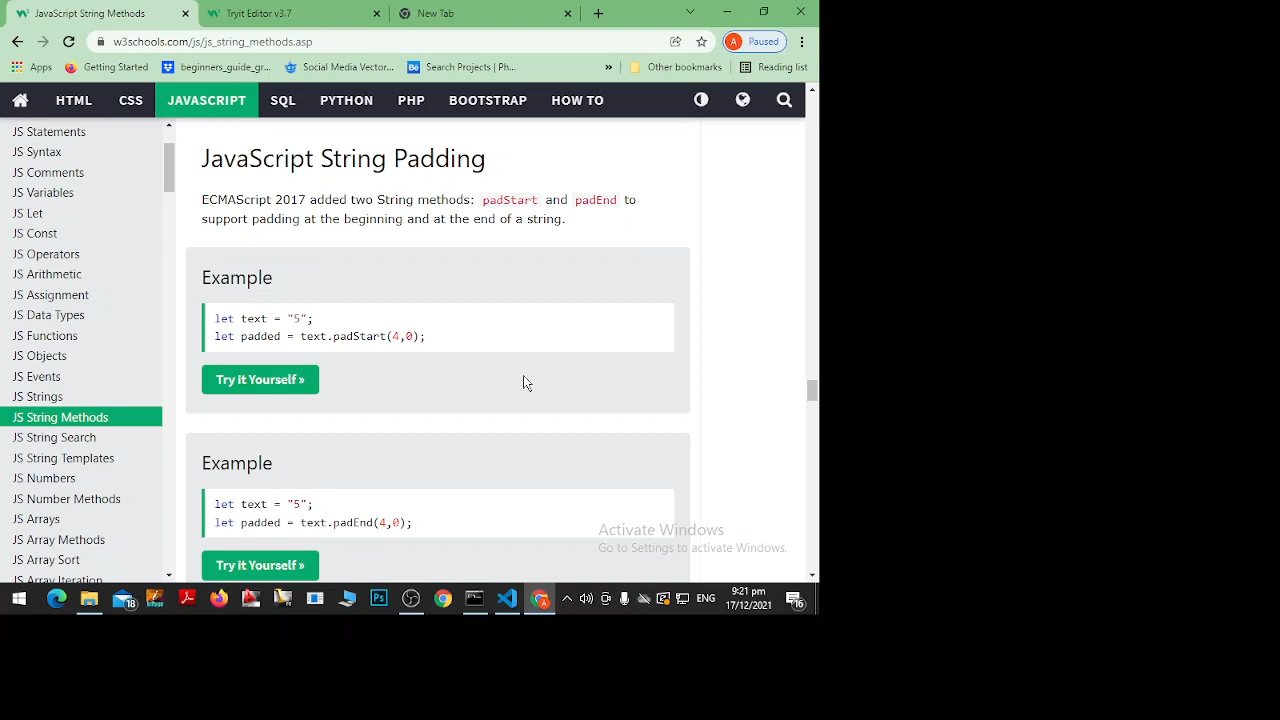 JavaScript String Methods
Tryit Editor v3.7
New Tab
w3schools.com/js/js_string_methods.asp
A
Paused
Apps
Getting Started
beginners_guide_gr...
Social Media Vector...
Bē
Search Projects | Ph...
»
Other bookmarks
Reading list
HTML
CSS
JAVASCRIPT
SQL
PYTHON
PHP
BOOTSTRAP
HOW TO
JS Statements
JS Syntax
JS Comments
JS Variables
JS Let
JS Const
JS Operators
JS Arithmetic
JS Assignment
JS Data Types
JS Functions
JS Objects
JS Events
JS Strings
JS String Methods
JS String Search
JS String Templates
JS Numbers
JS Number Methods
JS Arrays
JS Array Methods
JS Array Sort
JS Array Iteration
JavaScript String Padding
ECMAScript 2017 added two String methods: padStart and padEnd to
support padding at the beginning and at the end of a string.
Example
let text = "5";
let padded = text.padStart(4,0);
Try it Yourself »
Example
let text = "5";
let padded = text.padEnd(4,0);
Try it Yourself »
Activate Windows
Go to Settings to activate Windows.
18
Ps
A
ENG
9:21 pm
17/12/2021
16